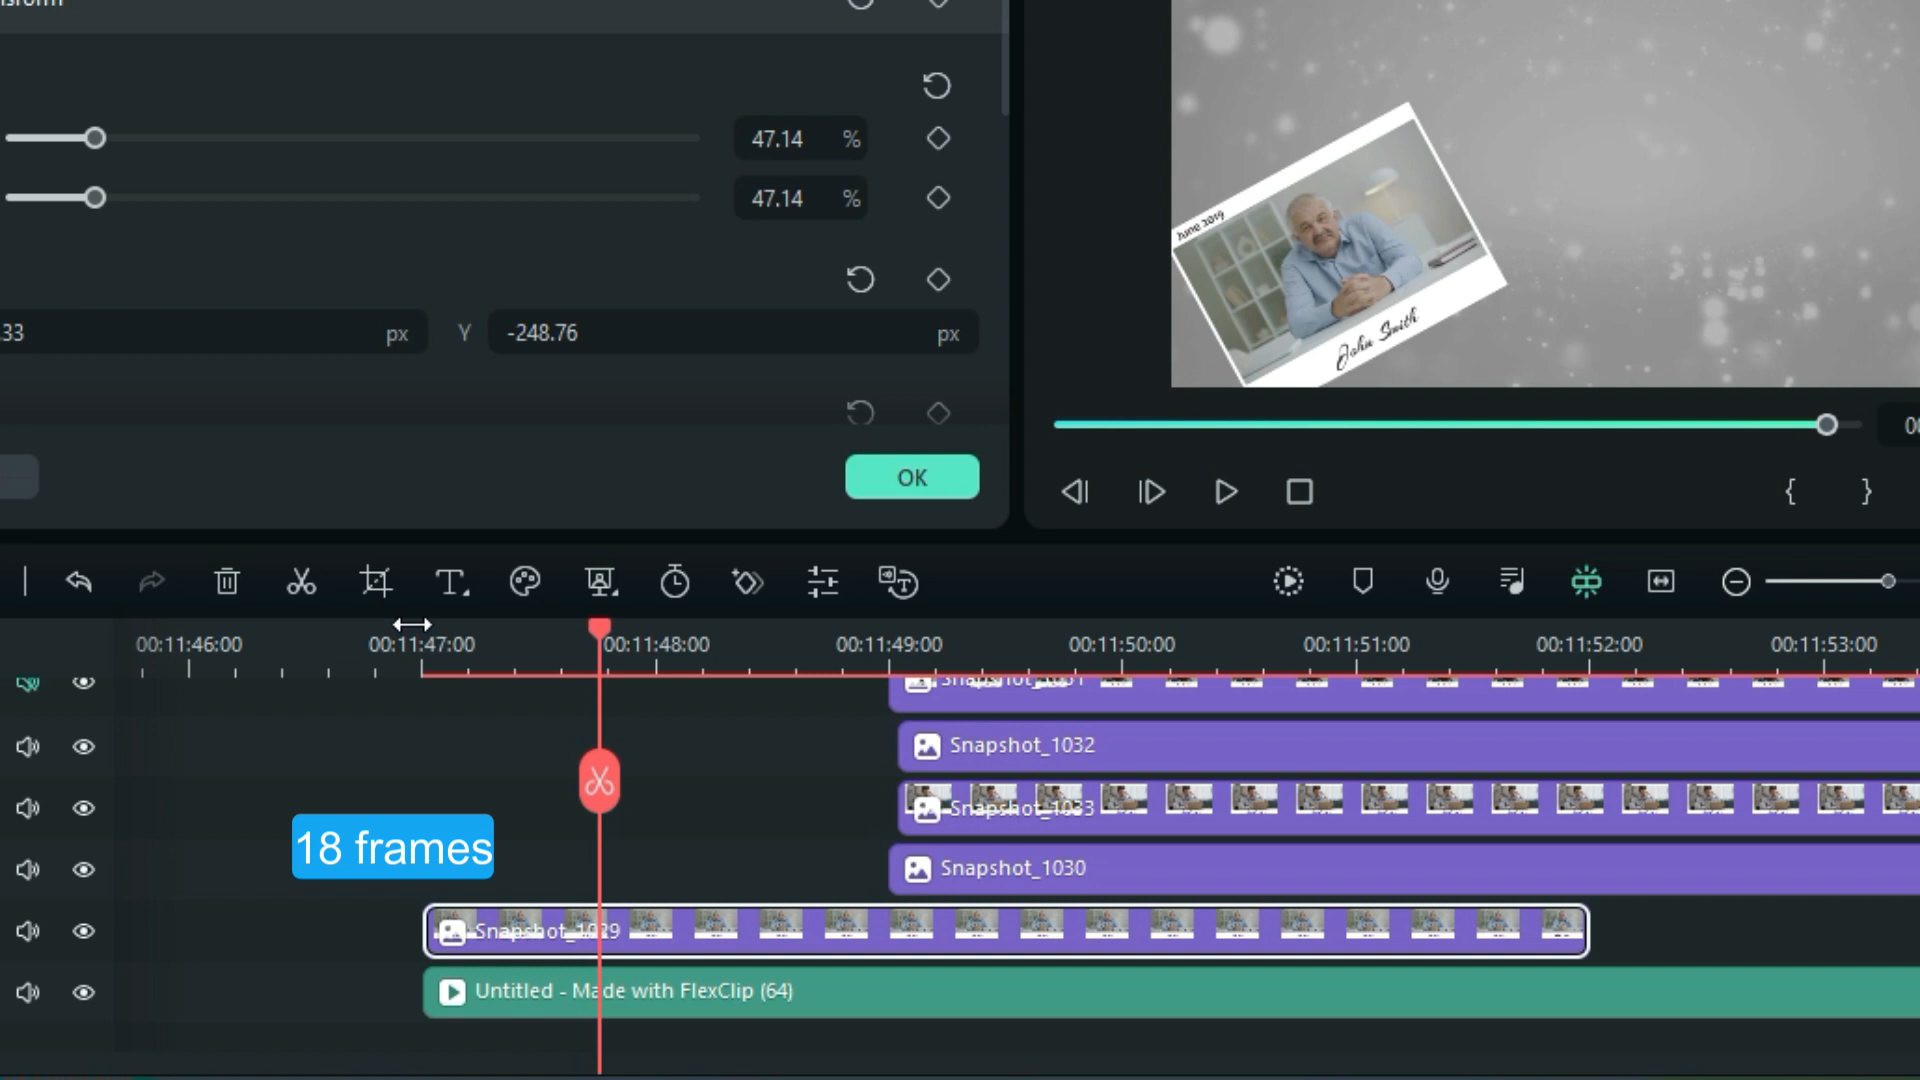 47.14 %
47.14 %
.33 px Y -248.76 px
OK
June 2019
John Smith
{ }
00:11:46:00 00:11:47:00 00:11:48:00 00:11:49:00 00:11:50:00 00:11:51:00 00:11:52:00 00:11:53:00
Snapshot_1031
Snapshot_1032
Snapshot_1033
18 frames
Snapshot_1030
Snapshot_1029
Untitled - Made with FlexClip (64)